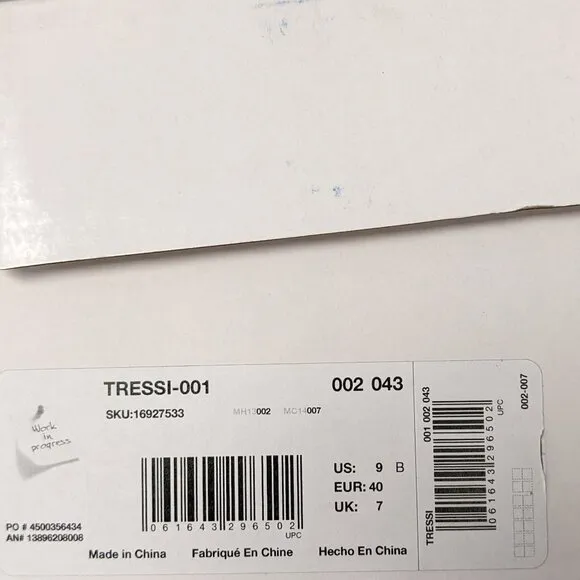 TRESSI-001
002 043
SKU:16927533
MH13002 MC14007
Work
in
progress
US: 9 B
EUR: 40
UK: 7
0 61643 29650 2
UPC
PO # 4500356434
AN# 13896208008
Made in China Fabriqué En Chine Hecho En China
TRESSI
001 002 043
0 61643 29650 2
UPC
002-007